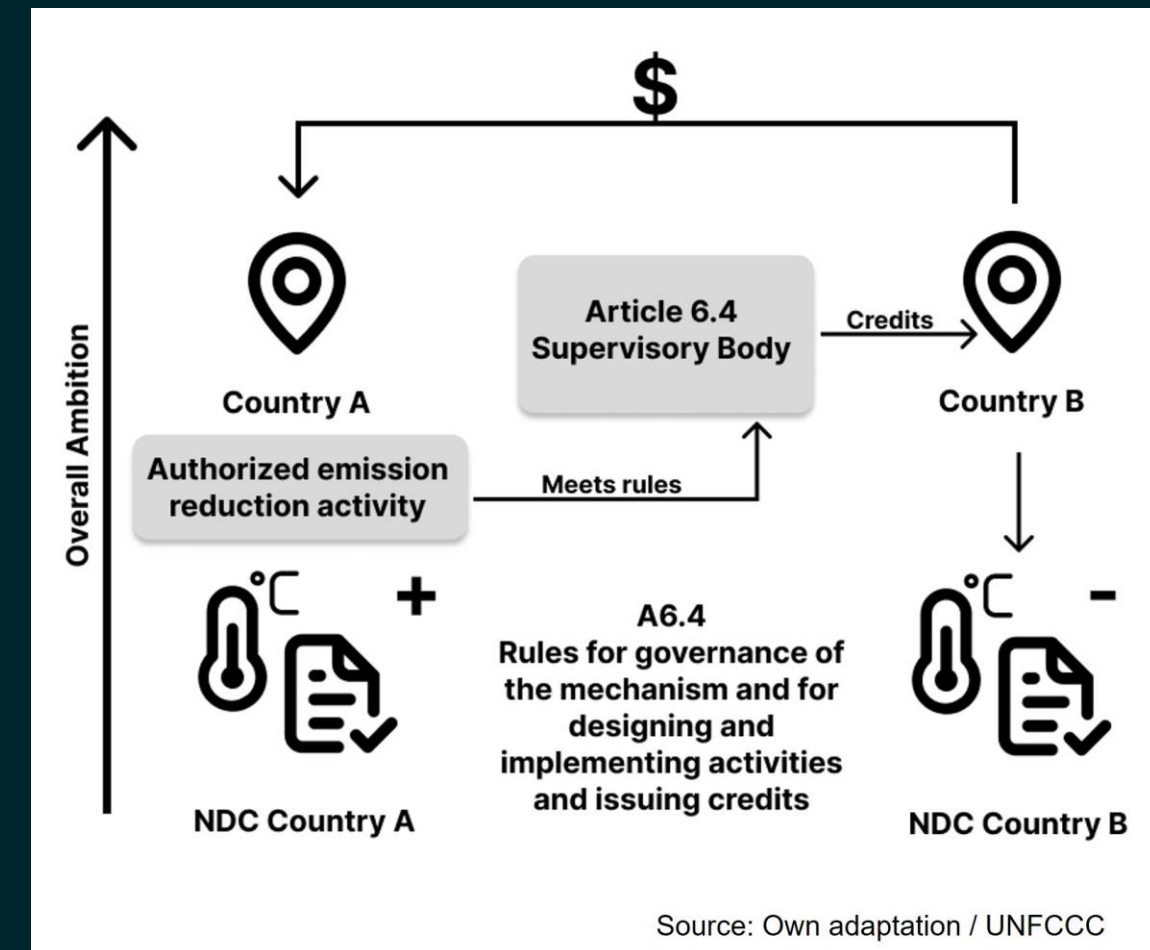 $
Overall Ambition
Country A
Article 6.4
Supervisory Body
Credits
Country B
Authorized emission
reduction activity
Meets rules
°C
+
A6.4
Rules for governance of
the mechanism and for
designing and
implementing activities
and issuing credits
°C
-
NDC Country A
NDC Country B
Source: Own adaptation / UNFCCC